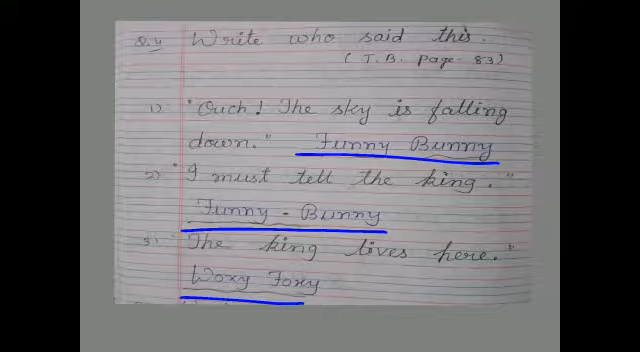 Q.4 Write who said this.
(T.B. page - 83)
1) "Ouch! The sky is falling
down." Funny Bunny
2) "I must tell the king."
Funny - Bunny
3) "The king lives here."
Woxy Foxy